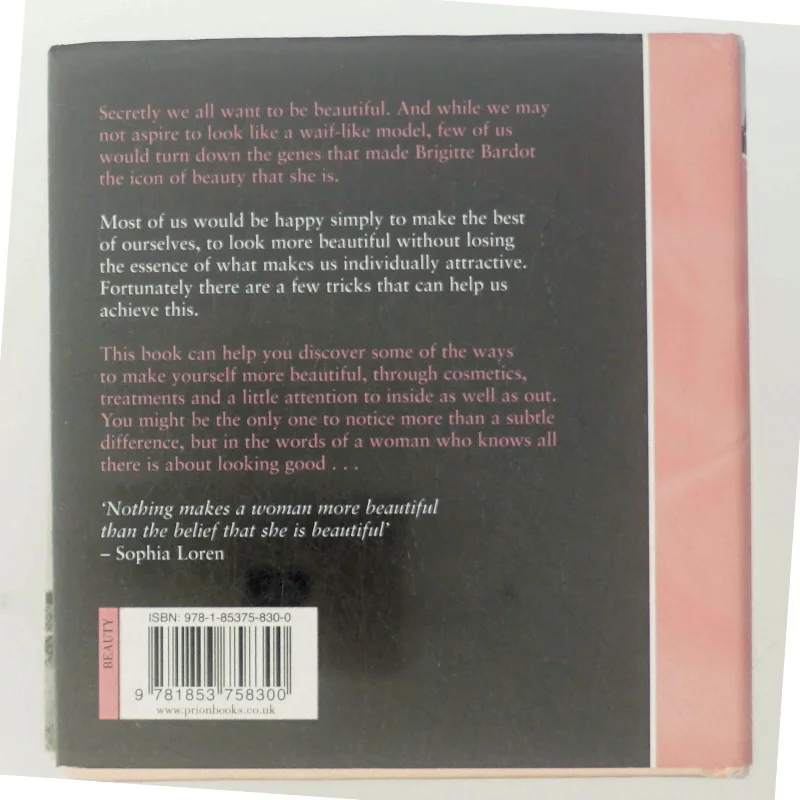 Secretly we all want to be beautiful. And while we may
not aspire to look like a waif-like model, few of us
would turn down the genes that made Brigitte Bardot
the icon of beauty that she is.
Most of us would be happy simply to make the best
of ourselves, to look more beautiful without losing
the essence of what makes us individually attractive.
Fortunately there are a few tricks that can help us
achieve this.
This book can help you discover some of the ways
to make yourself more beautiful, through cosmetics,
treatments and a little attention to inside as well as out.
You might be the only one to notice more than a subtle
difference, but in the words of a woman who knows all
there is about looking good . . .
‘Nothing makes a woman more beautiful
than the belief that she is beautiful’
– Sophia Loren
BEAUTY
ISBN: 978-1-85375-830-0
9 781853 758300
www.prionbooks.co.uk